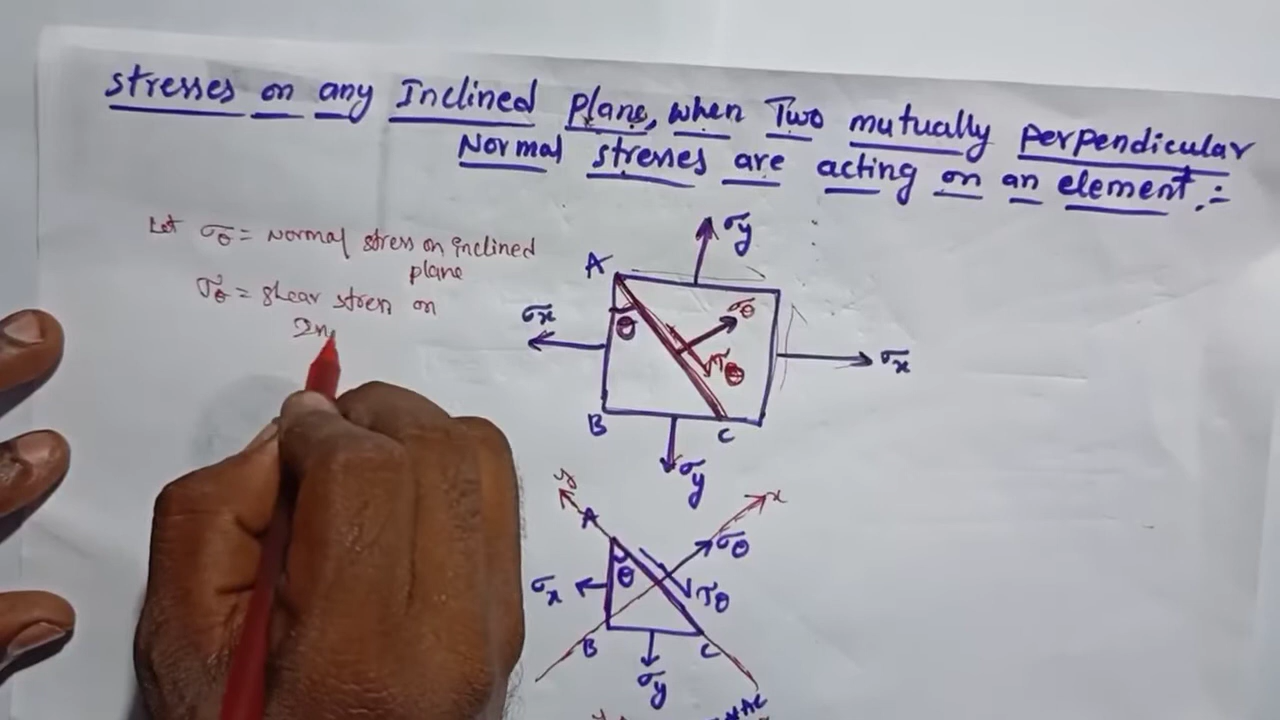 stresses on any Inclined plane, when Two mutually perpendicular
Normal stresses are acting on an element :-
Let σθ = Normal stress on inclined
plane
τθ = shear stress on
In
σy
A
σx
θ
σθ
τθ
σx
B
C
σy
y
x
A
σθ
σx
θ
τθ
B
C
σy